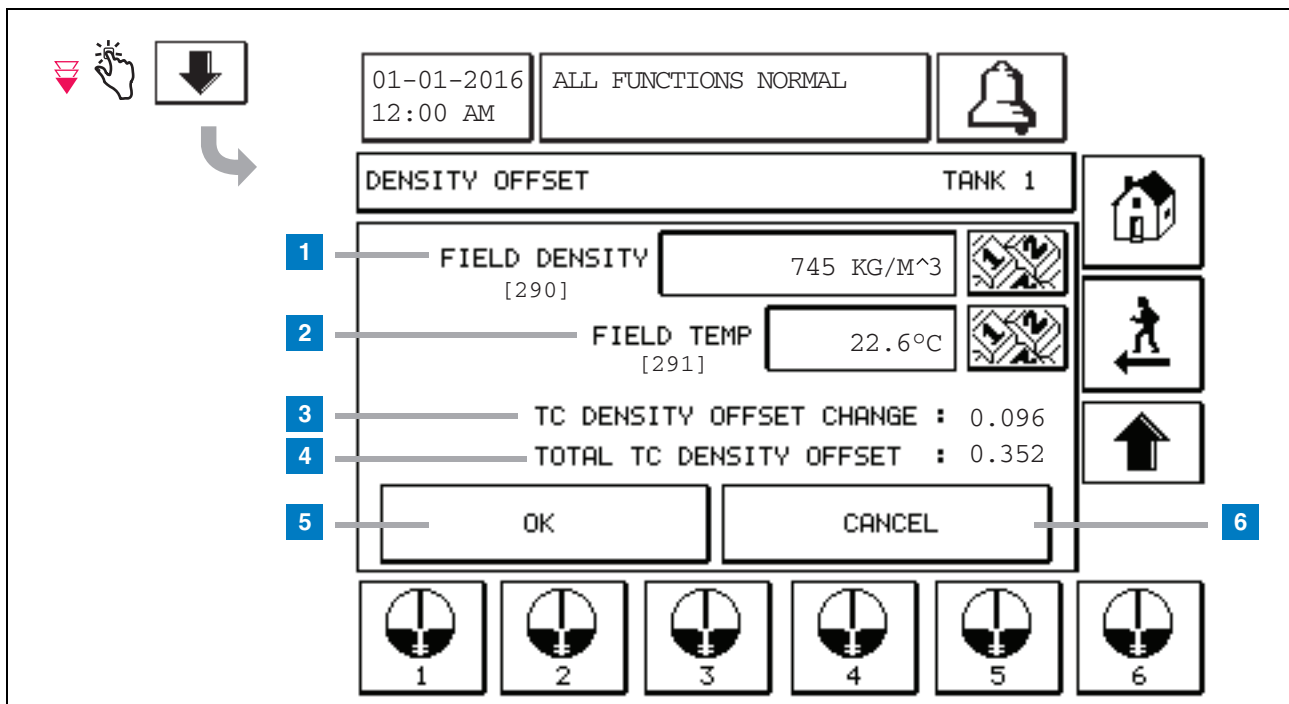 01-01-2016
12:00 AM
ALL FUNCTIONS NORMAL
DENSITY OFFSET TANK 1
1 FIELD DENSITY 745 KG/M^3
[290]
2 FIELD TEMP 22.6°C
[291]
3 TC DENSITY OFFSET CHANGE : 0.096
4 TOTAL TC DENSITY OFFSET : 0.352
5 OK CANCEL 6
1 2 3 4 5 6